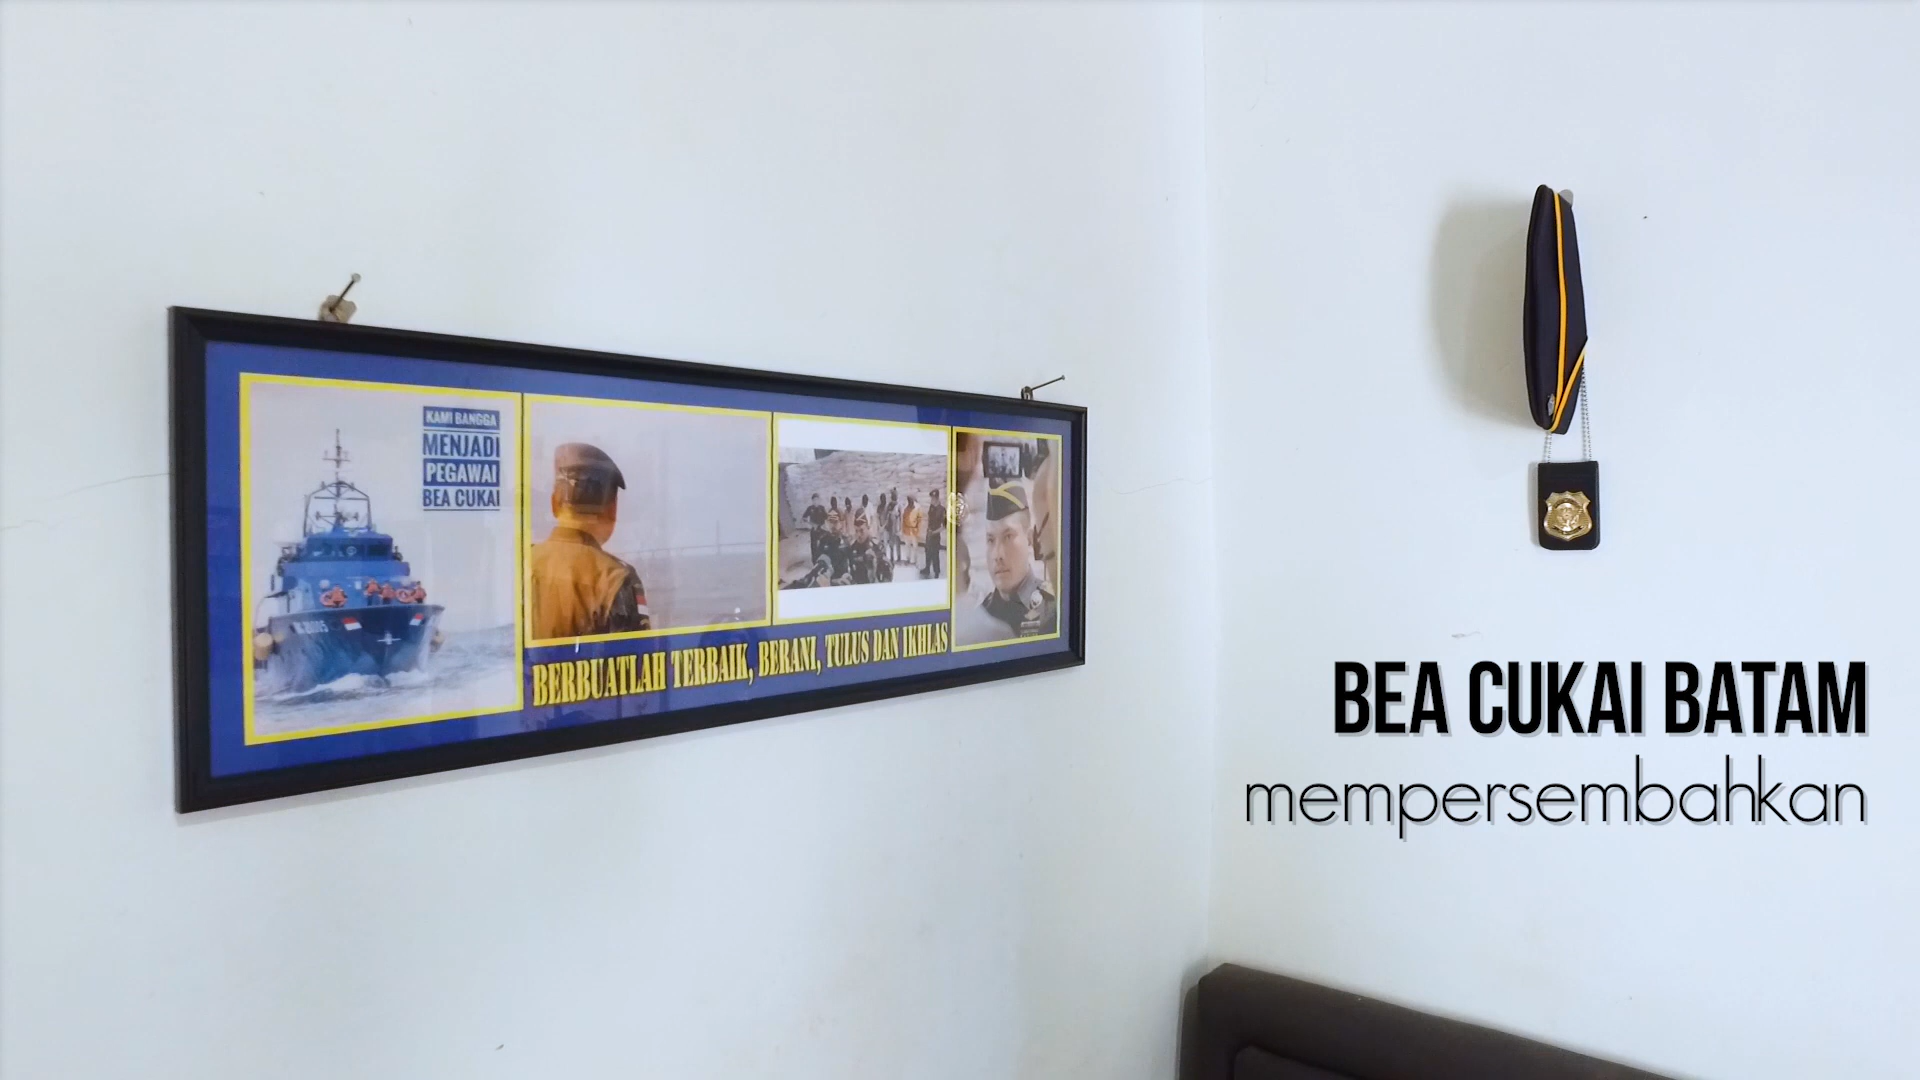 KAMI BANGGA
MENJADI
PEGAWAI
BEA CUKAI
BERBUATLAH TERBAIK, BERANI, TULUS DAN IKHLAS
BEA CUKAI BATAM
mempersembahkan